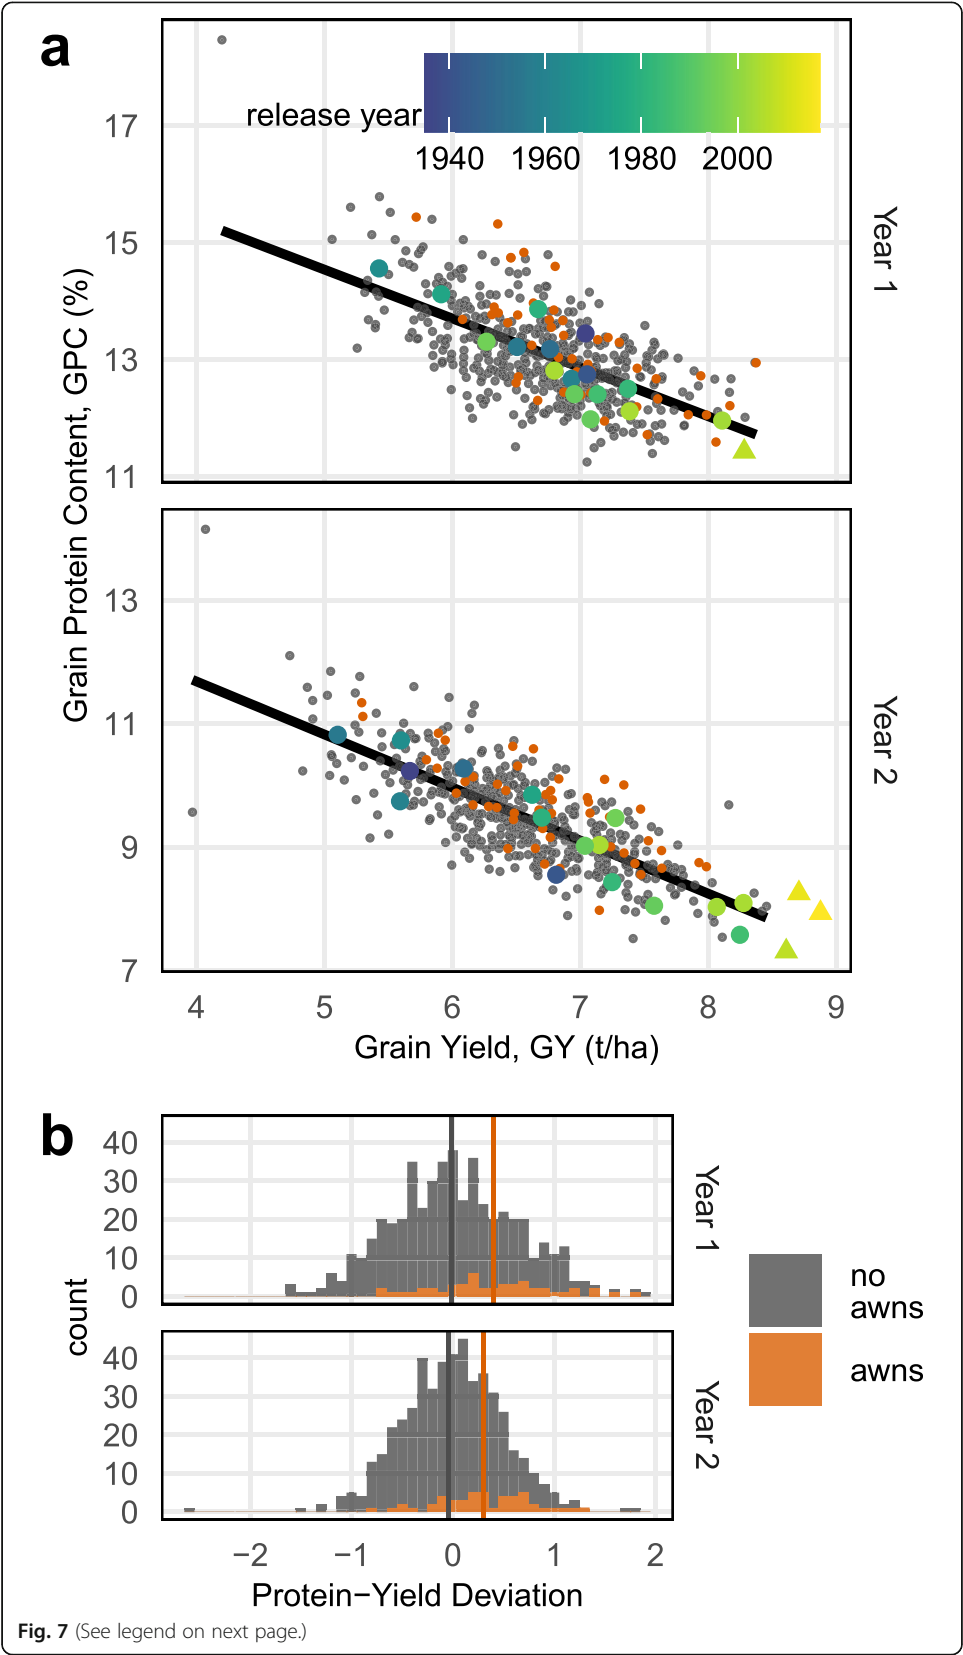 a
release year
1940 1960 1980 2000
17
15
13
11
Year 1
Grain Protein Content, GPC (%)
13
11
9
7
Year 2
4 5 6 7 8 9
Grain Yield, GY (t/ha)
b
40
30
20
10
0
Year 1
count
40
30
20
10
0
Year 2
no
awns
awns
−2 −1 0 1 2
Protein−Yield Deviation
Fig. 7 (See legend on next page.)